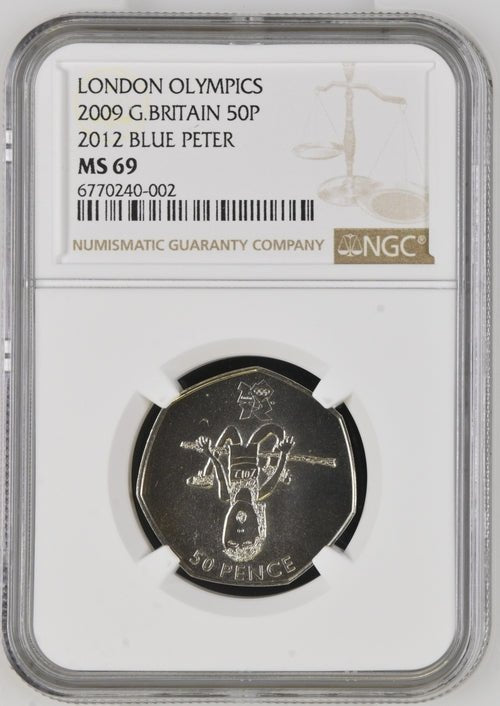 LONDON OLYMPICS
2009 G.BRITAIN 50P
2012 BLUE PETER
MS 69
6770240-002
NUMISMATIC GUARANTY COMPANY
NGC®
2012
50 PENCE